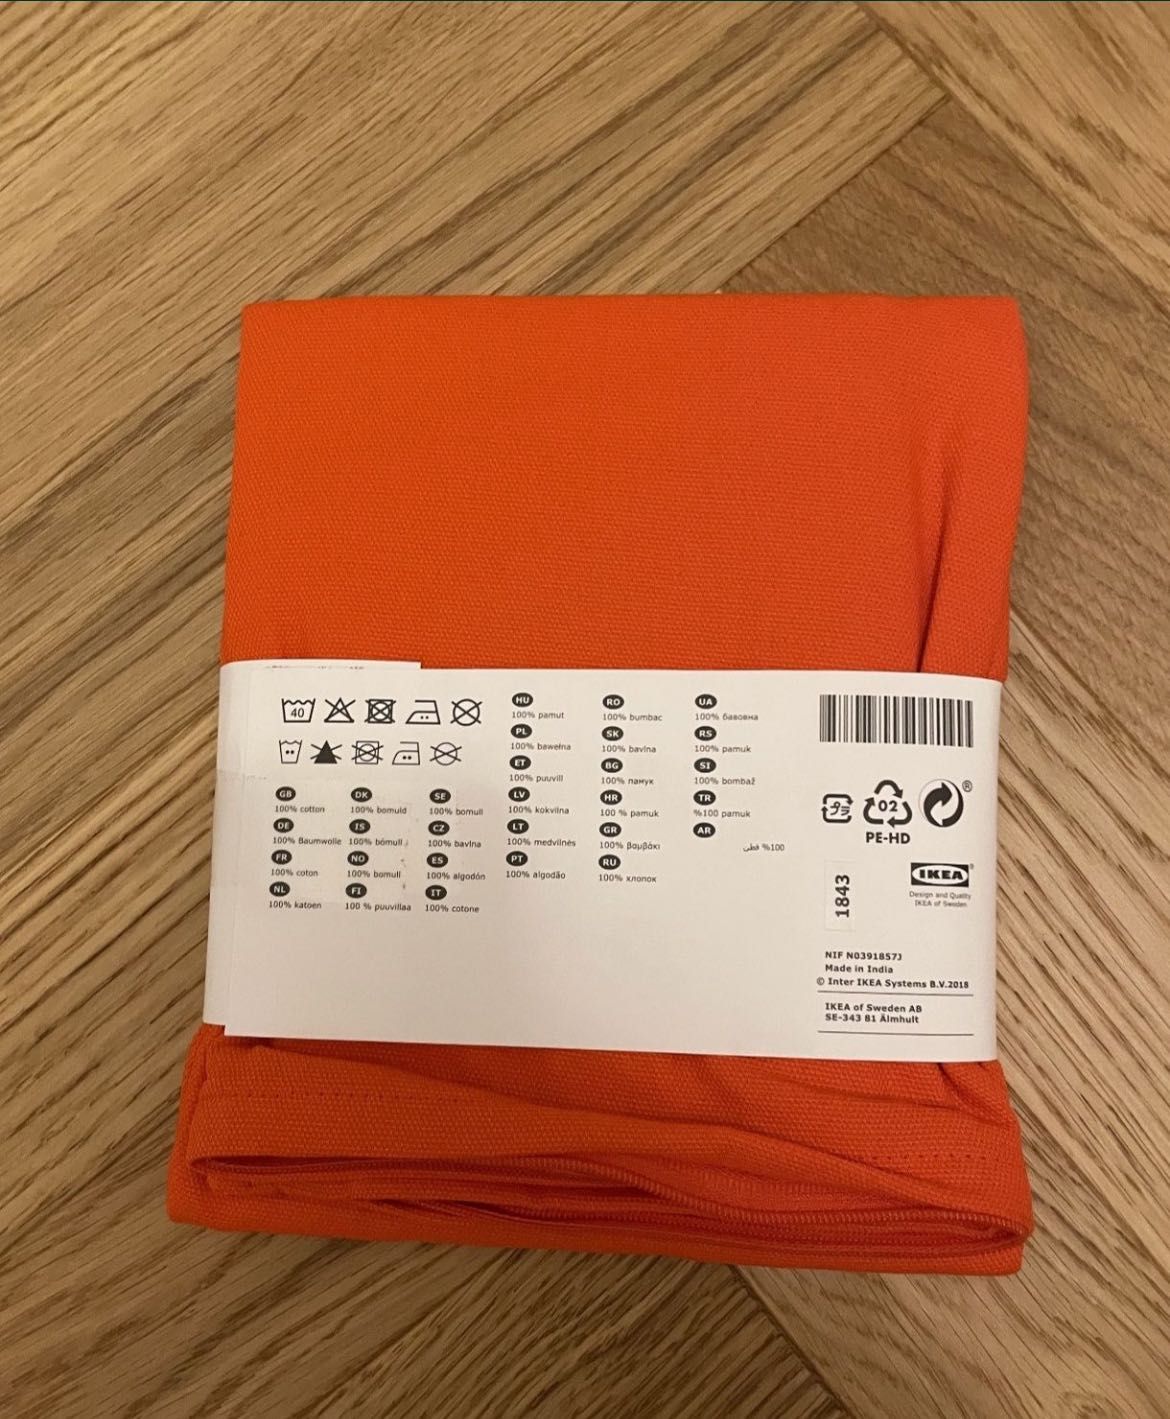 40
GB
100% cotton
DE
100% Baumwolle
FR
100% coton
NL
100% katoen
DK
100% bomuld
IS
100% bómull
NO
100% bomull
FI
100 % puuvillaa
SE
100% bomull
CZ
100% bavlna
ES
100% algodón
IT
100% cotone
HU
100% pamut
PL
100% bawełna
ET
100% puuvill
LV
100% kokvilna
LT
100% medvilnės
PT
100% algodão
RO
100% bumbac
SK
100% bavlna
BG
100% памук
HR
100 % pamuk
GR
100% βαμβάκι
RU
100% хлопок
UA
100% бавовна
RS
100% pamuk
SI
100% bombaž
TR
%100 pamuk
AR
100% قطن
プラ
02
PE-HD
®
1843
IKEA®
Design and Quality
IKEA of Sweden
NIF N0391857J
Made in India
© Inter IKEA Systems B.V.2018
IKEA of Sweden AB
SE-343 81 Älmhult